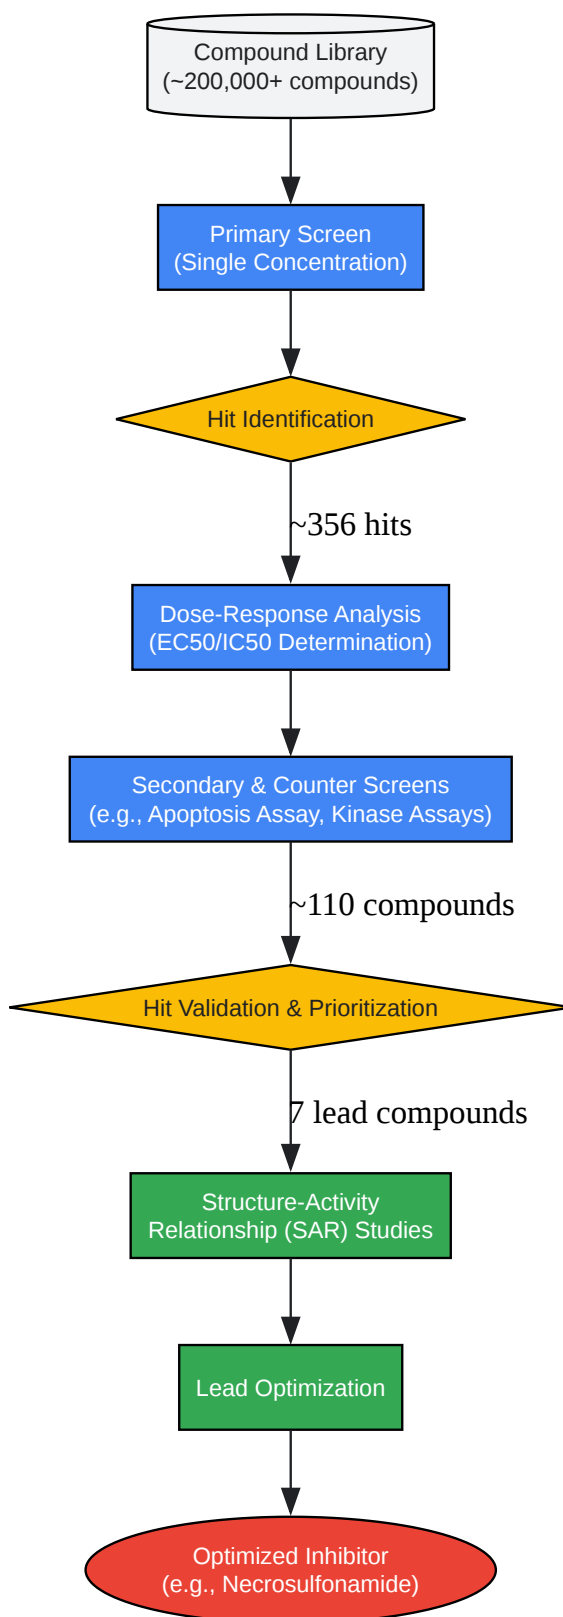 Compound Library
(~200,000+ compounds)
Primary Screen
(Single Concentration)
Hit Identification
~356 hits
Dose-Response Analysis
(EC50/IC50 Determination)
Secondary & Counter Screens
(e.g., Apoptosis Assay, Kinase Assays)
~110 compounds
Hit Validation & Prioritization
7 lead compounds
Structure-Activity
Relationship (SAR) Studies
Lead Optimization
Optimized Inhibitor
(e.g., Necrosulfonamide)